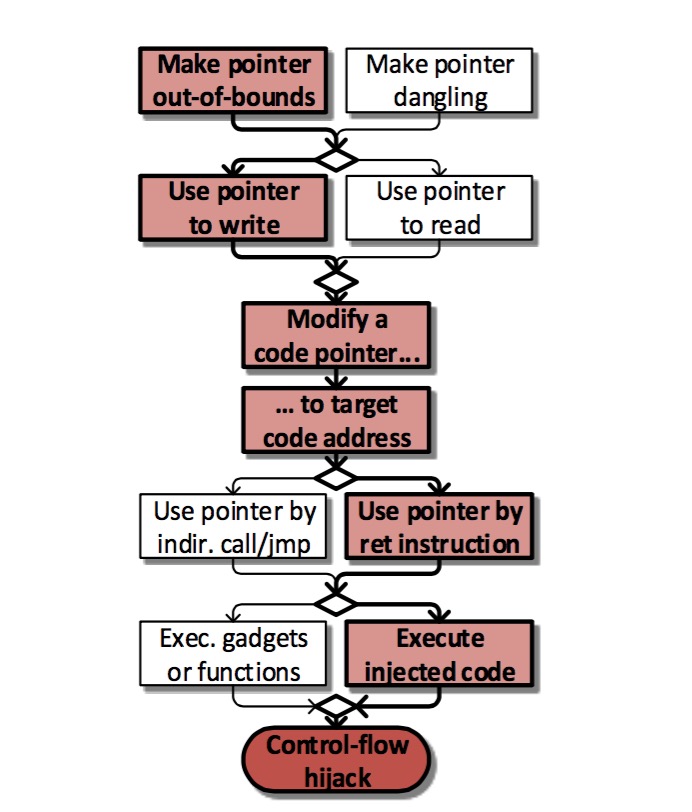 Make pointer
out-of-bounds
Make pointer
dangling
Use pointer
to write
Use pointer
to read
Modify a
code pointer...
... to target
code address
Use pointer by
indir. call/jmp
Use pointer by
ret instruction
Exec. gadgets
or functions
Execute
injected code
Control-flow
hijack